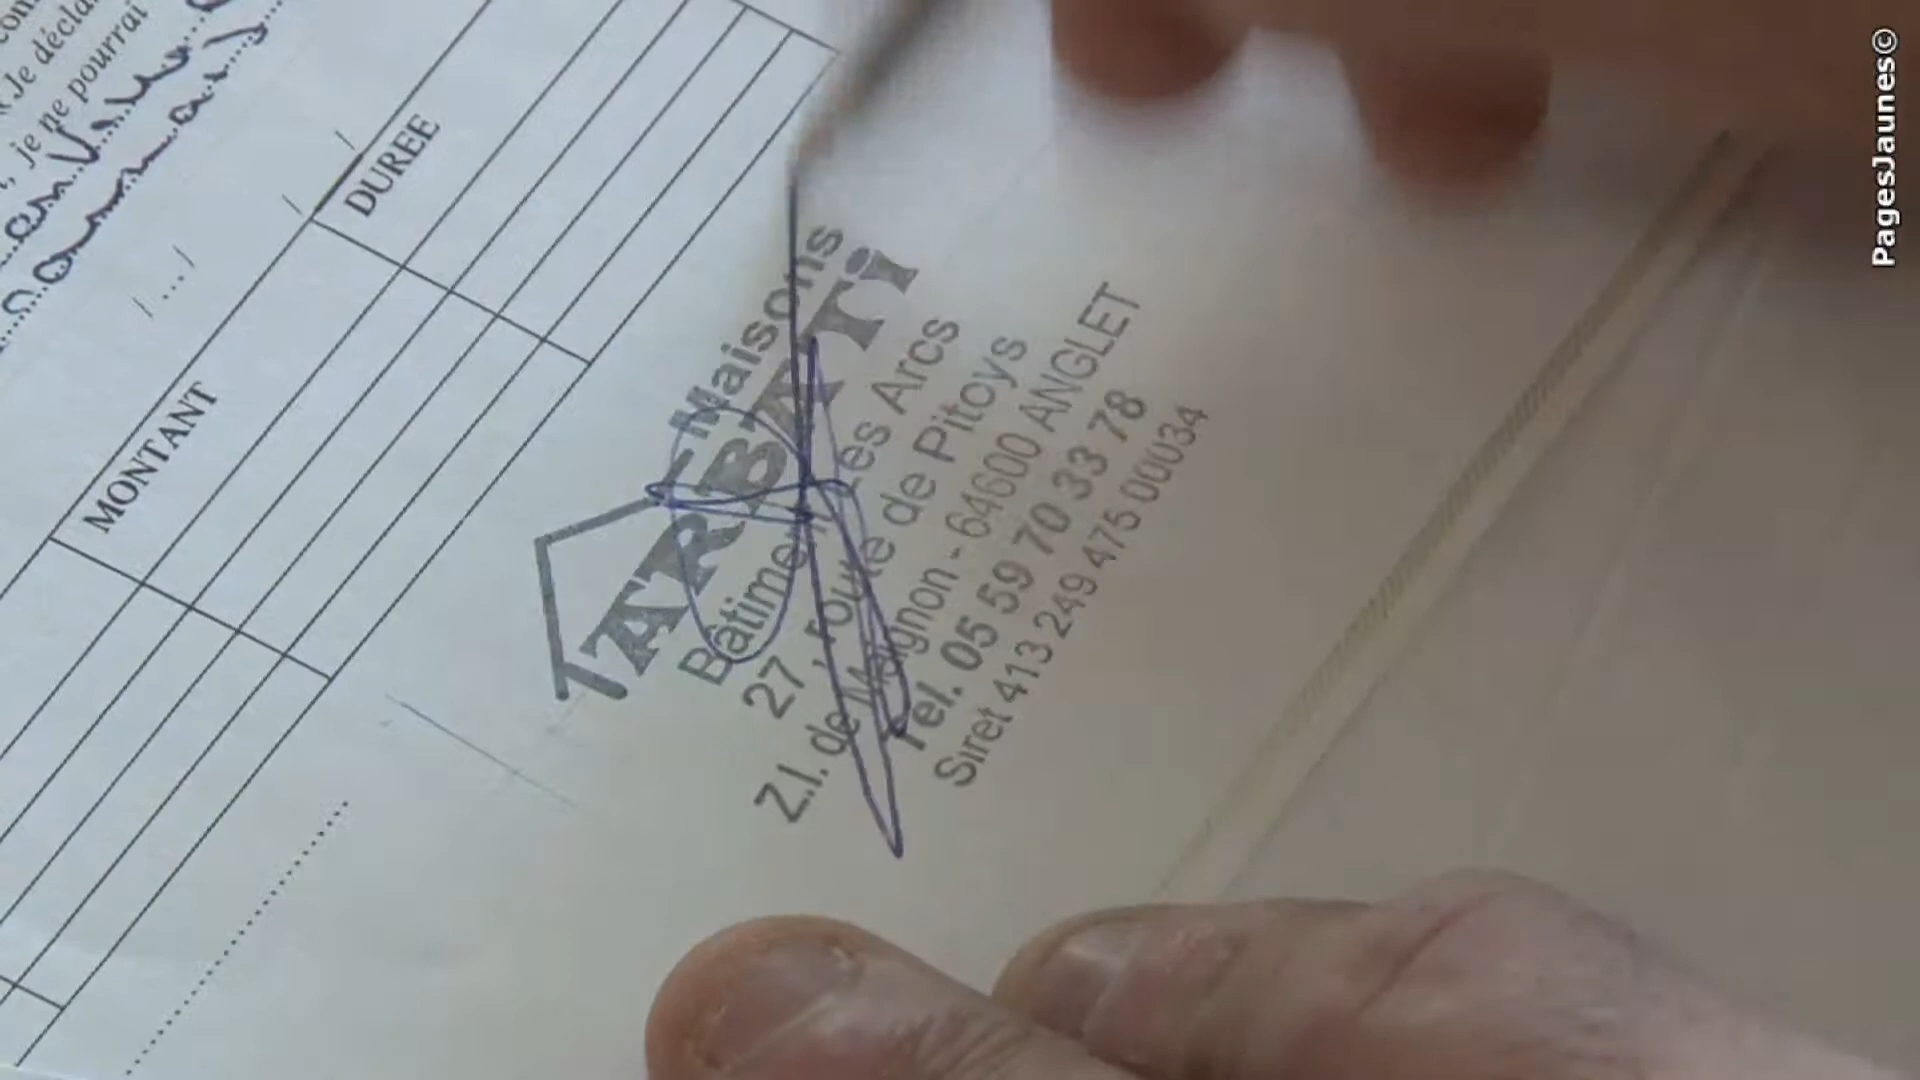 « Je déclar
, je ne pourrai
DUREE
MONTANT
Maisons
ARBATI
Bâtiment Les Arcs
27, route de Pitoys
Z.I. de Maignon - 64600 ANGLET
Tel. 05 59 70 33 78
Siret 413 249 475 00034
PagesJaunes©